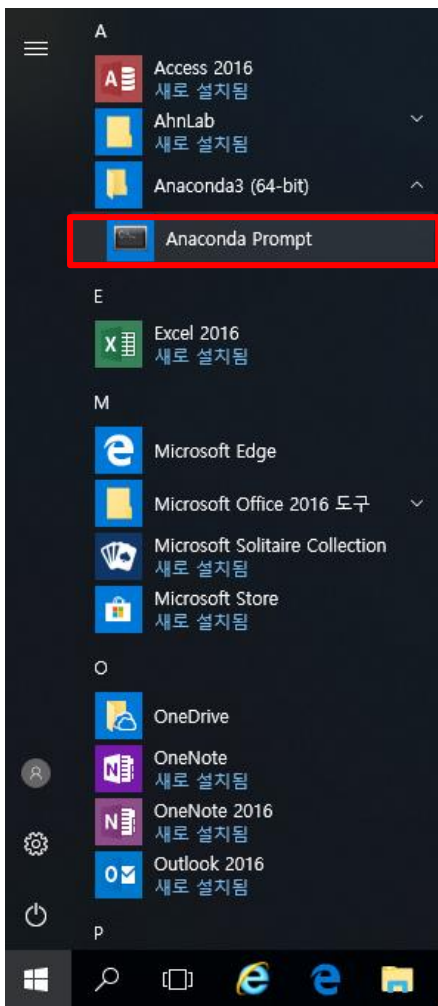 A
Access 2016
새로 설치됨
AhnLab
새로 설치됨
Anaconda3 (64-bit)
Anaconda Prompt
E
Excel 2016
새로 설치됨
M
Microsoft Edge
Microsoft Office 2016 도구
Microsoft Solitaire Collection
새로 설치됨
Microsoft Store
새로 설치됨
O
OneDrive
OneNote
새로 설치됨
OneNote 2016
새로 설치됨
Outlook 2016
새로 설치됨
P